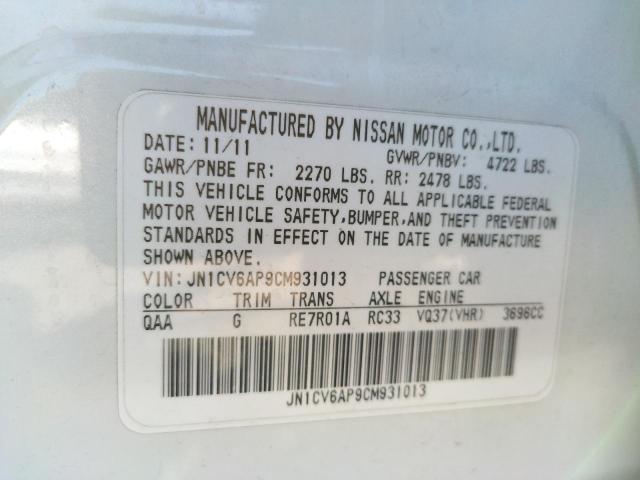 MANUFACTURED BY NISSAN MOTOR CO.,LTD.
DATE: 11/11 GVWR/PNBV: 4722 LBS.
GAWR/PNBE FR: 2270 LBS. RR: 2478 LBS.
THIS VEHICLE CONFORMS TO ALL APPLICABLE FEDERAL
MOTOR VEHICLE SAFETY,BUMPER,AND THEFT PREVENTION
STANDARDS IN EFFECT ON THE DATE OF MANUFACTURE
SHOWN ABOVE.
VIN:JN1CV6AP9CM931013 PASSENGER CAR
COLOR TRIM TRANS AXLE ENGINE
QAA G RE7R01A RC33 VQ37(VHR) 3696CC
JN1CV6AP9CM931013